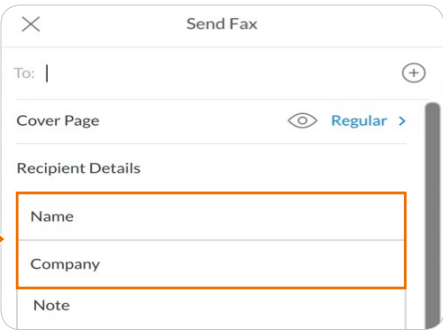 Send Fax
To:
Cover Page Regular >
Recipient Details
Name
Company
Note